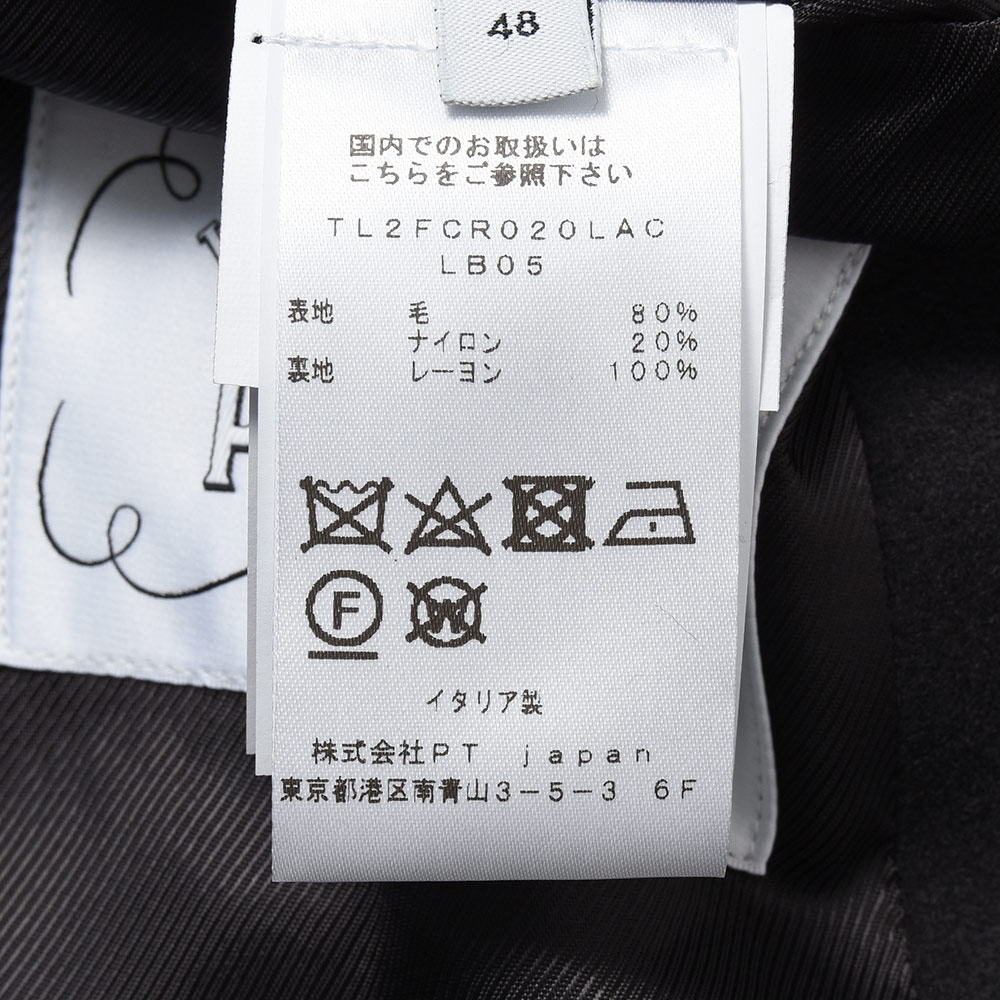 48
国内でのお取扱いは
こちらをご参照下さい
TL2FCR020LAC
LB05
表地 毛 80%
ナイロン 20%
裏地 レーヨン 100%
F
W
イタリア製
株式会社PT japan
東京都港区南青山3-5-3 6F